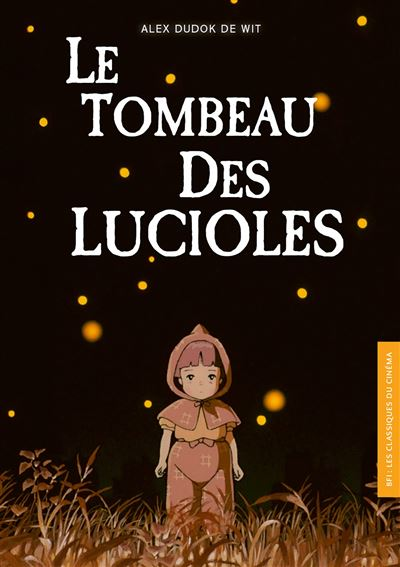 ALEX DUDOK DE WIT
LE
TOMBEAU
DES
LUCIOLES
BFI : LES CLASSIQUES DU CINÉMA